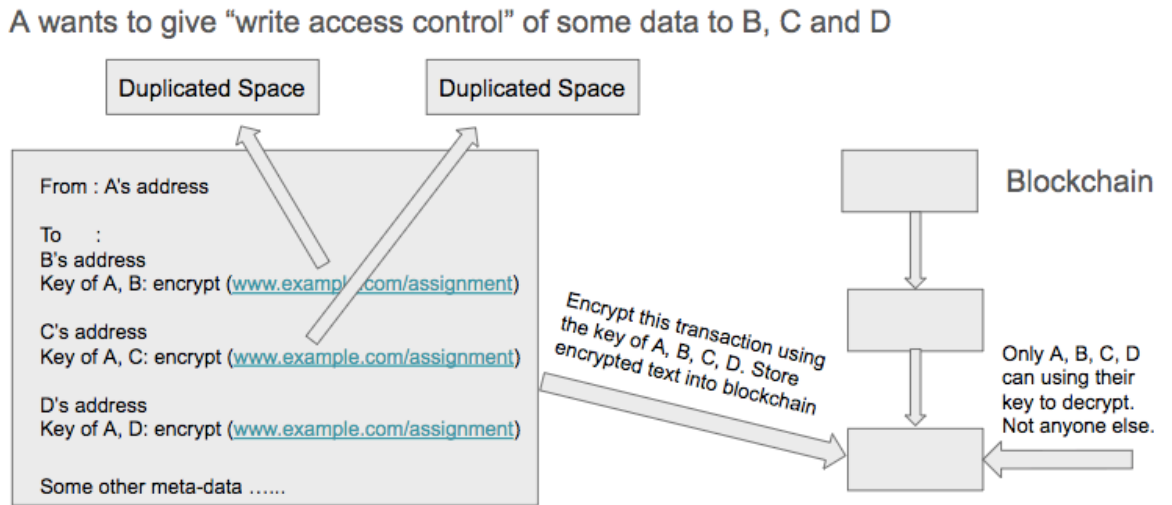 A wants to give “write access control” of some data to B, C and D
Duplicated Space
Duplicated Space
From : A's address
To :
B's address
Key of A, B: encrypt (www.example.com/assignment)
C's address
Key of A, C: encrypt (www.example.com/assignment)
D's address
Key of A, D: encrypt (www.example.com/assignment)
Some other meta-data …...
Encrypt this transaction using
the key of A, B, C, D. Store
encrypted text into blockchain
Blockchain
Only A, B, C, D
can using their
key to decrypt.
Not anyone else.